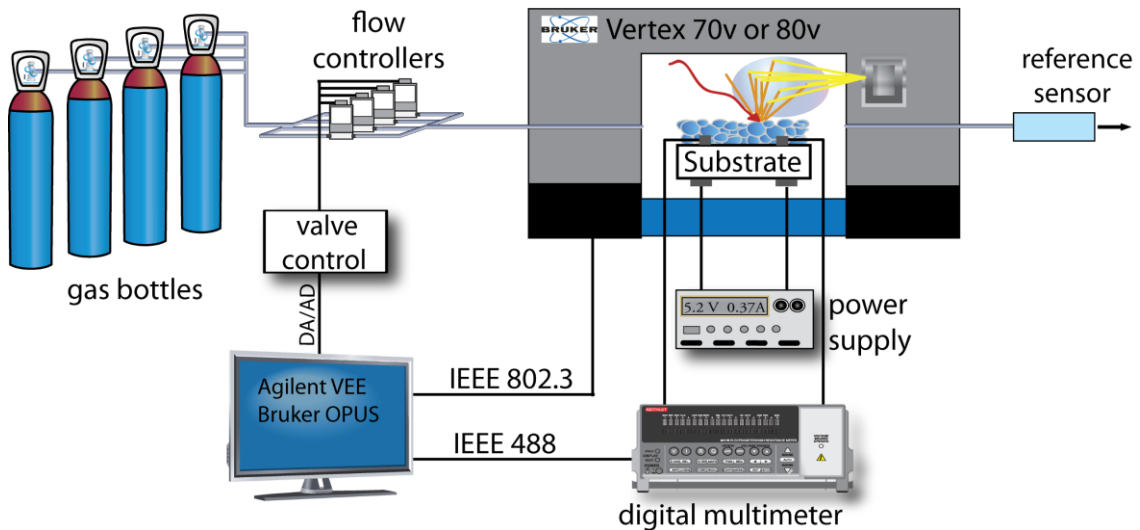 flow
controllers
BRUKER
Vertex 70v or 80v
reference
sensor
Substrate
valve
control
gas bottles
DA/AD
5.2 V 0.37A
power
supply
Agilent VEE
Bruker OPUS
IEEE 802.3
IEEE 488
KEITHLEY
digital multimeter